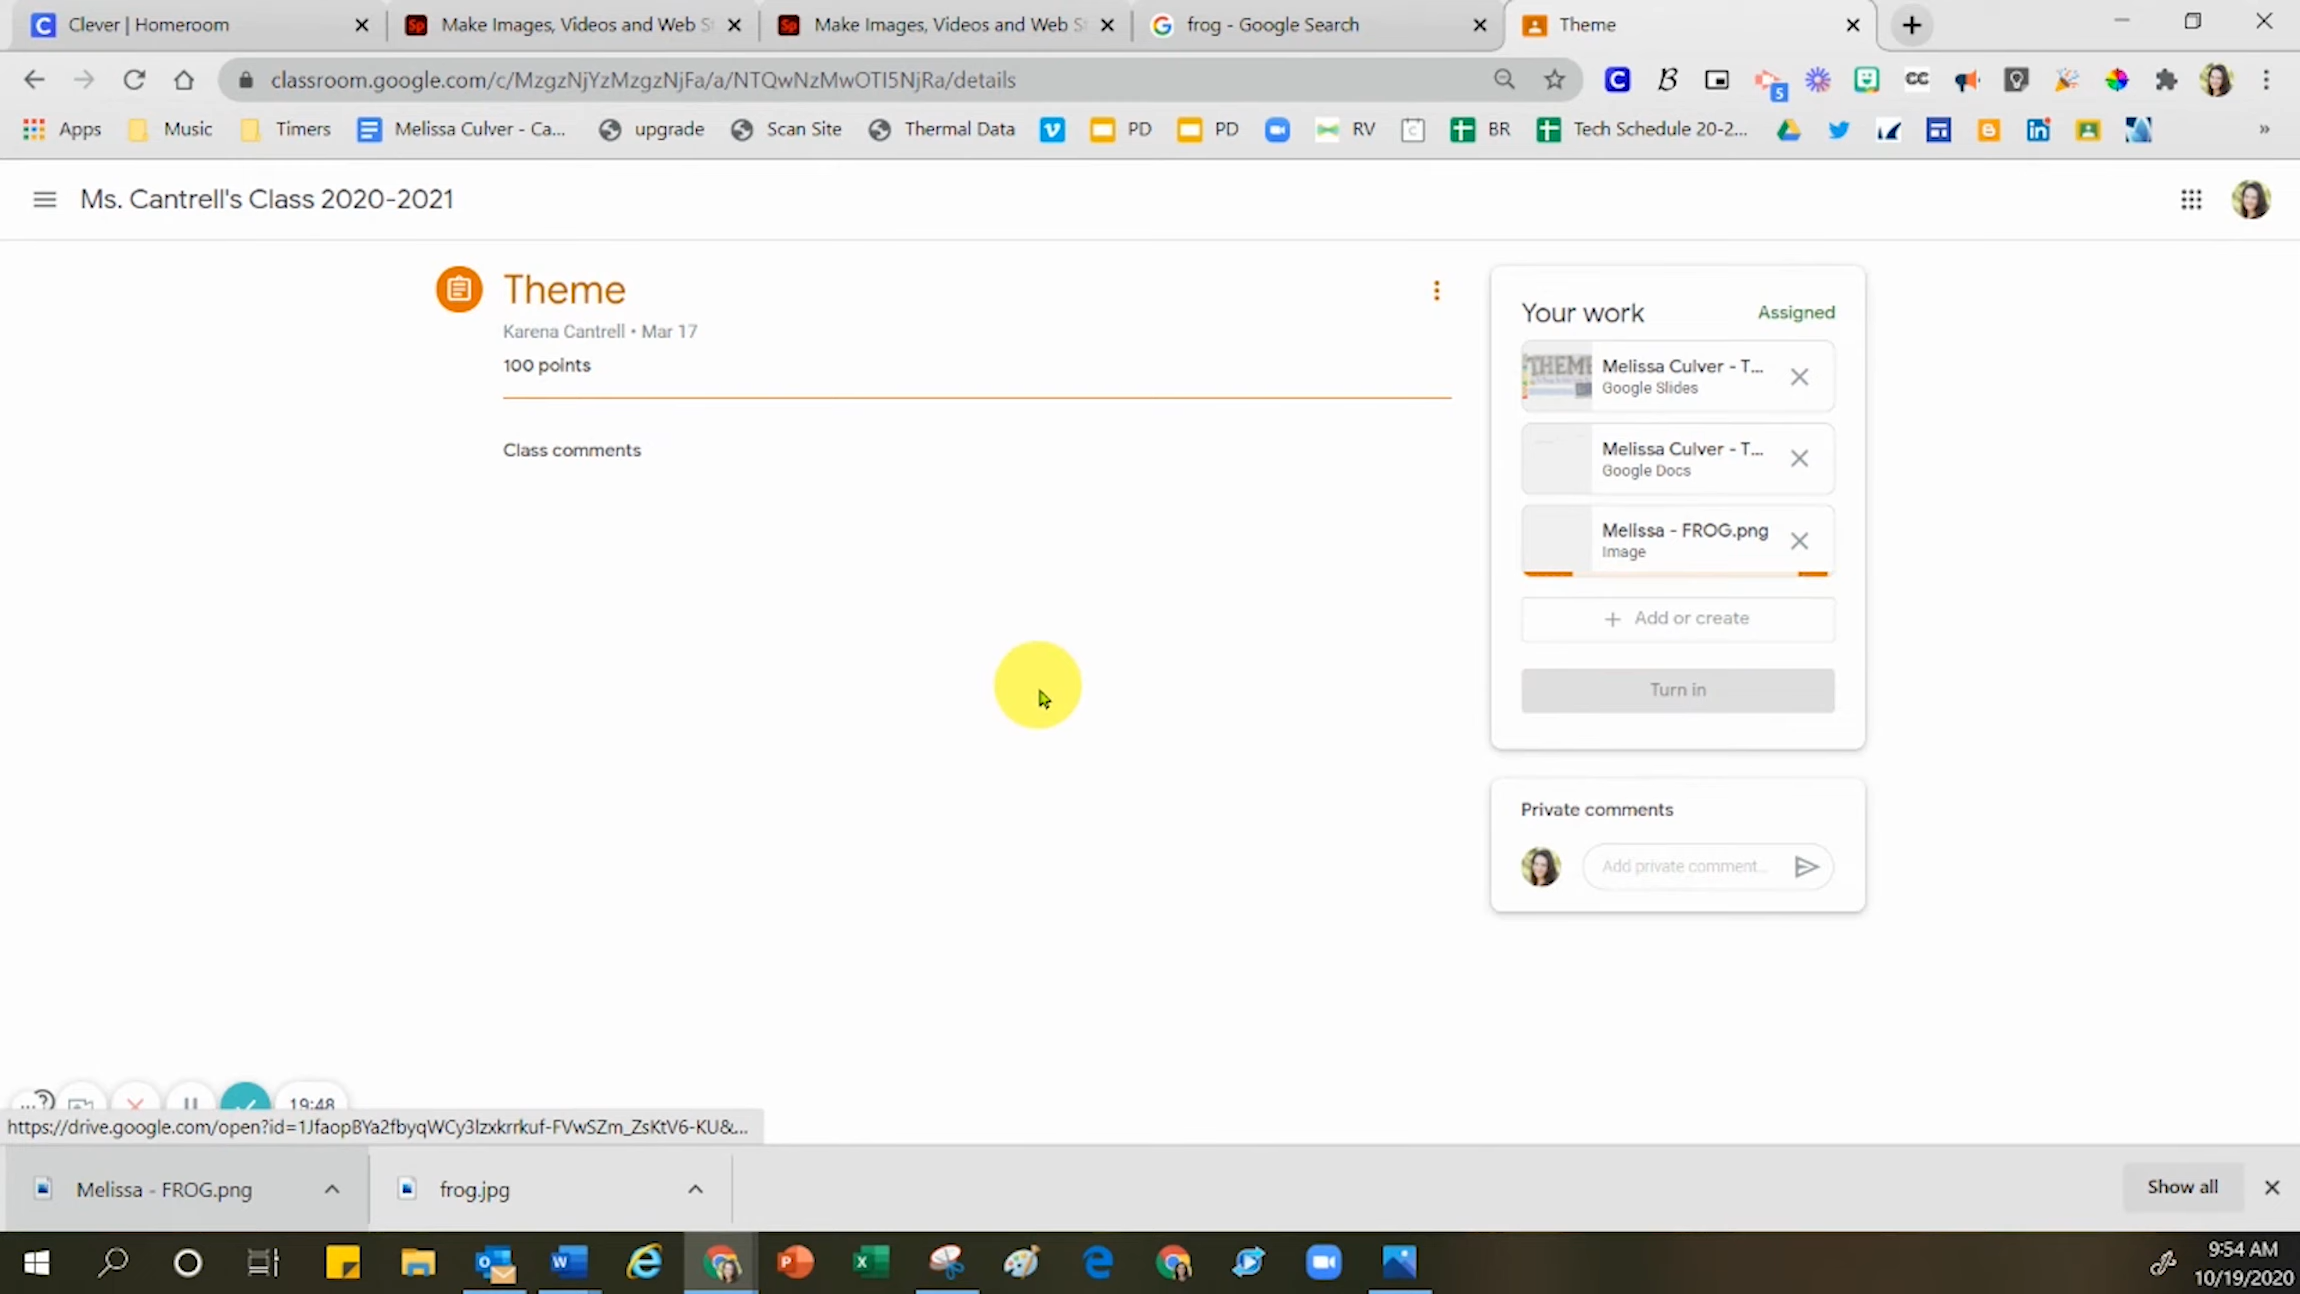 Clever | Homeroom
Make Images, Videos and Web S
Make Images, Videos and Web S
frog - Google Search
Theme
classroom.google.com/c/MzgzNjYzMzgzNjFa/a/NTQwNzMwOTI5NjRa/details
5
CC
Apps
Music
Timers
Melissa Culver - Ca...
upgrade
Scan Site
Thermal Data
PD
PD
RV
BR
Tech Schedule 20-2...
»
Ms. Cantrell's Class 2020-2021
Theme
Karena Cantrell • Mar 17
100 points
Class comments
Your work
Assigned
THEME
Melissa Culver - T...
Google Slides
Melissa Culver - T...
Google Docs
Melissa - FROG.png
Image
+ Add or create
Turn in
Private comments
Add private comment...
19:48
https://drive.google.com/open?id=1JfaopBYa2fbyqWCy3lzxkrrkuf-FVwSZm_ZsKtV6-KU&...
Melissa - FROG.png
frog.jpg
Show all
9:54 AM
10/19/2020